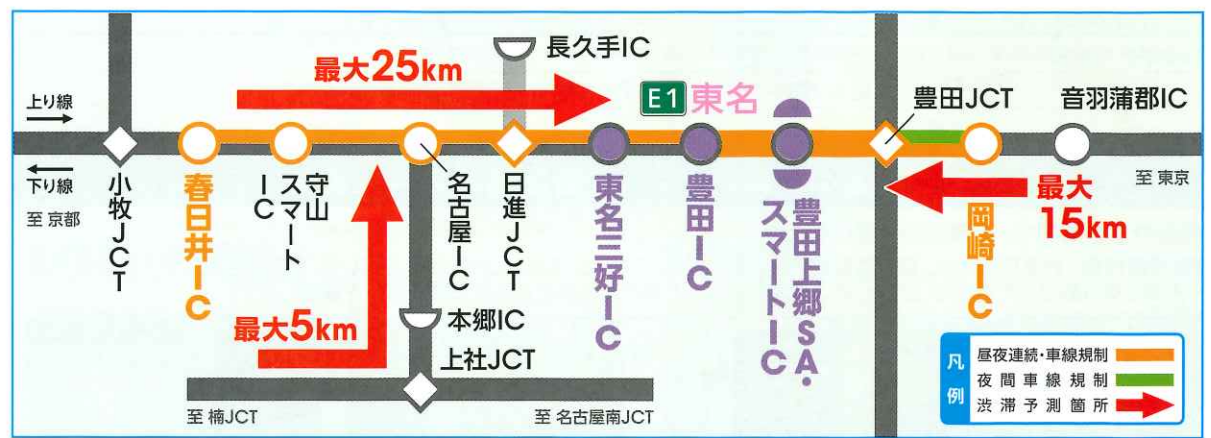 長久手IC
最大25km
E1 東名
豊田JCT
音羽蒲郡IC
上り線
下り線
至 京都
至 東京
小牧JCT
春日井IC
守山
スマート
IC
名古屋IC
日進JCT
東名三好IC
豊田IC
豊田上郷SA・
スマートIC
岡崎IC
最大
15km
最大5km
本郷IC
上社JCT
至 楠JCT
至 名古屋南JCT
凡例
昼夜連続・車線規制
夜間車線規制
渋滞予測箇所